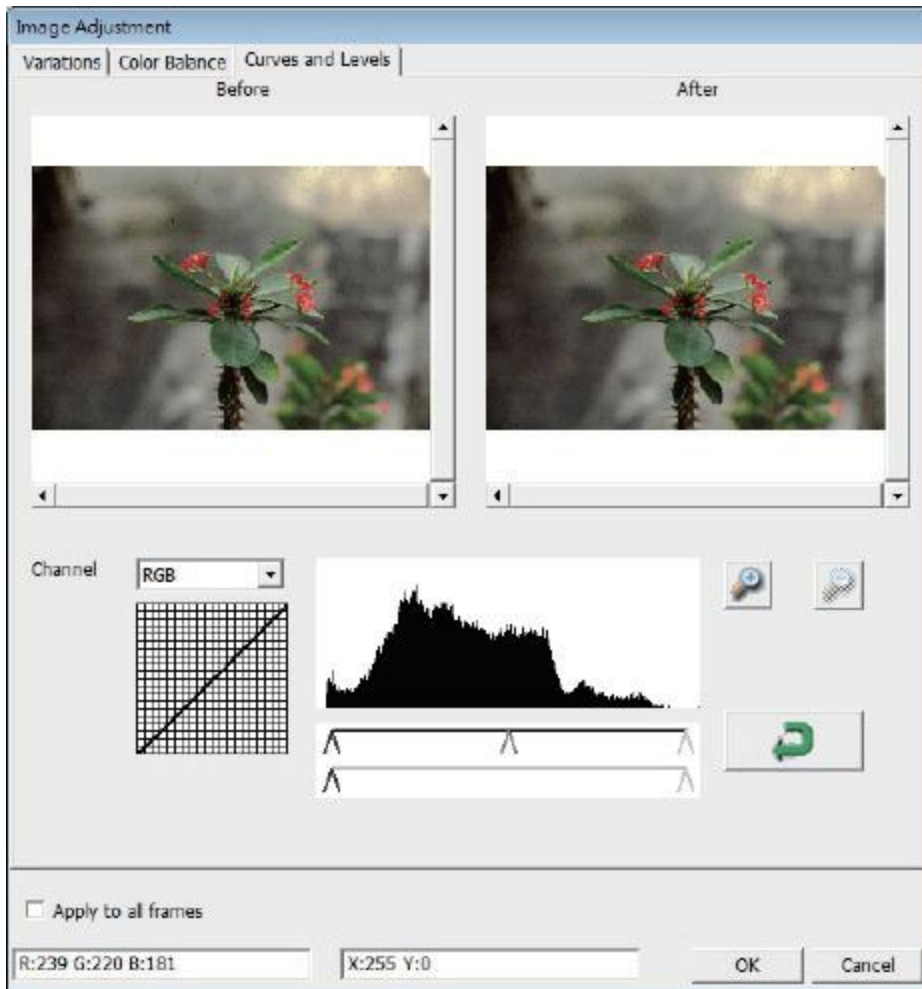 Image Adjustment
Variations Color Balance Curves and Levels
Before After
Channel RGB
Apply to all frames
R:239 G:220 B:181 X:255 Y:0 OK Cancel